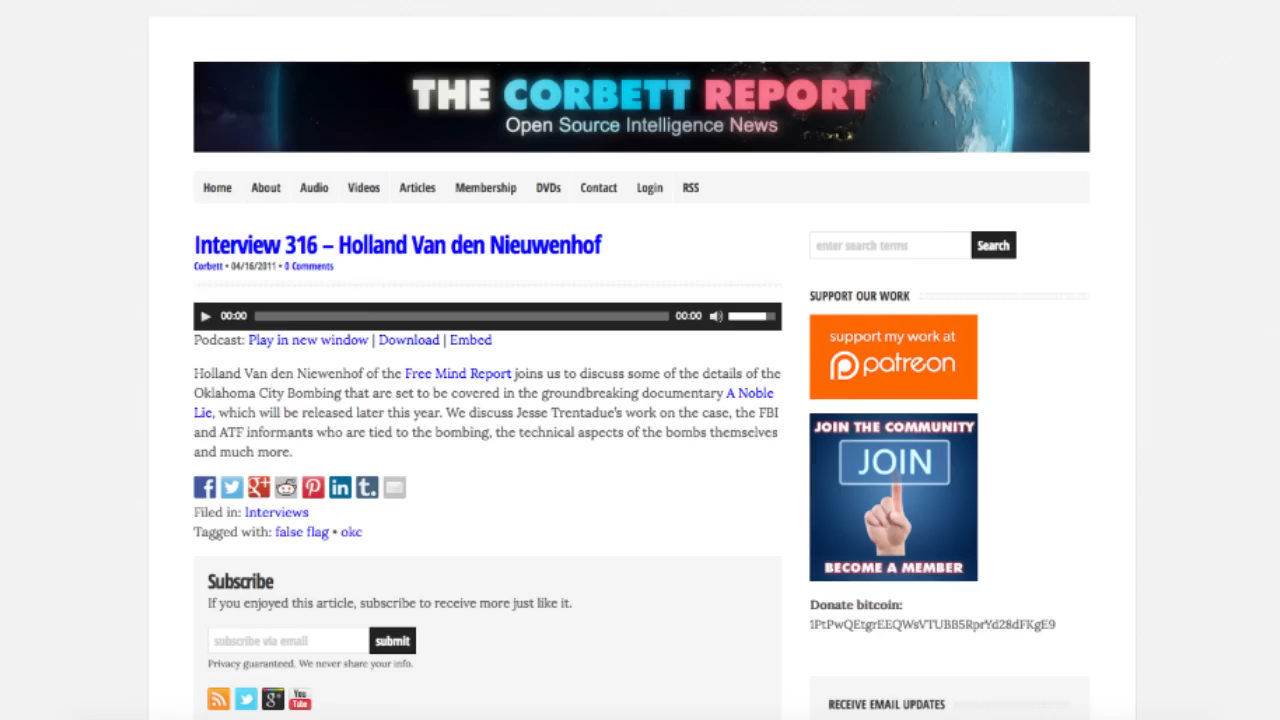 THE CORBETT REPORT
Open Source Intelligence News
Home About Audio Videos Articles Membership DVDs Contact Login RSS
Interview 316 – Holland Van den Nieuwenhof
Corbett • 04/16/2011 • 0 Comments
00:00 00:00
Podcast: Play in new window | Download | Embed
Holland Van den Niewenhof of the Free Mind Report joins us to discuss some of the details of the
Oklahoma City Bombing that are set to be covered in the groundbreaking documentary A Noble
Lie, which will be released later this year. We discuss Jesse Trentadue's work on the case, the FBI
and ATF informants who are tied to the bombing, the technical aspects of the bombs themselves
and much more.
Filed in: Interviews
Tagged with: false flag • okc
Subscribe
If you enjoyed this article, subscribe to receive more just like it.
subscribe via email submit
Privacy guaranteed. We never share your info.
You
Tube
enter search terms Search
SUPPORT OUR WORK
support my work at
patreon
JOIN THE COMMUNITY
JOIN
BECOME A MEMBER
Donate bitcoin:
1PtPwQEtgrEEQWsVTUBB5RprYd28dFKgE9
RECEIVE EMAIL UPDATES